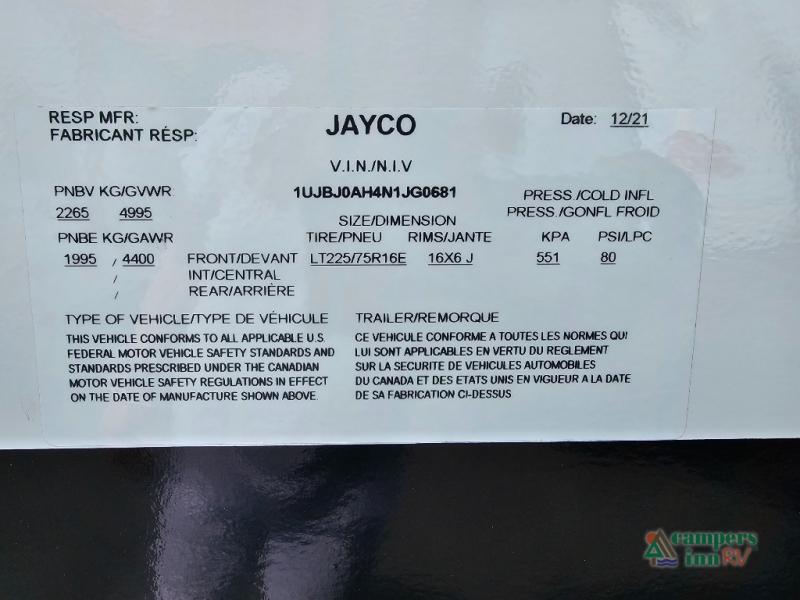 RESP MFR: JAYCO Date: 12/21
FABRICANT RÉSP:
V.I.N./N.I.V
PNBV KG/GVWR 1UJBJ0AH4N1JG0681 PRESS /COLD INFL
2265 4995 SIZE/DIMENSION PRESS./GONFL FROID
PNBE KG/GAWR TIRE/PNEU RIMS/JANTE KPA PSI/LPC
1995 / 4400 FRONT/DEVANT LT225/75R16E 16X6 J 551 80
/ INT/CENTRAL
/ REAR/ARRIÈRE
TYPE OF VEHICLE/TYPE DE VÉHICULE TRAILER/REMORQUE
THIS VEHICLE CONFORMS TO ALL APPLICABLE U.S.
FEDERAL MOTOR VEHICLE SAFETY STANDARDS AND
STANDARDS PRESCRIBED UNDER THE CANADIAN
MOTOR VEHICLE SAFETY REGULATIONS IN EFFECT
ON THE DATE OF MANUFACTURE SHOWN ABOVE.
CE VEHICULE CONFORME A TOUTES LES NORMES QUI
LUI SONT APPLICABLES EN VERTU DU REGLEMENT
SUR LA SECURITE DE VEHICULES AUTOMOBILES
DU CANADA ET DES ETATS UNIS EN VIGUEUR A LA DATE
DE SA FABRICATION CI-DESSUS
campers
inn RV